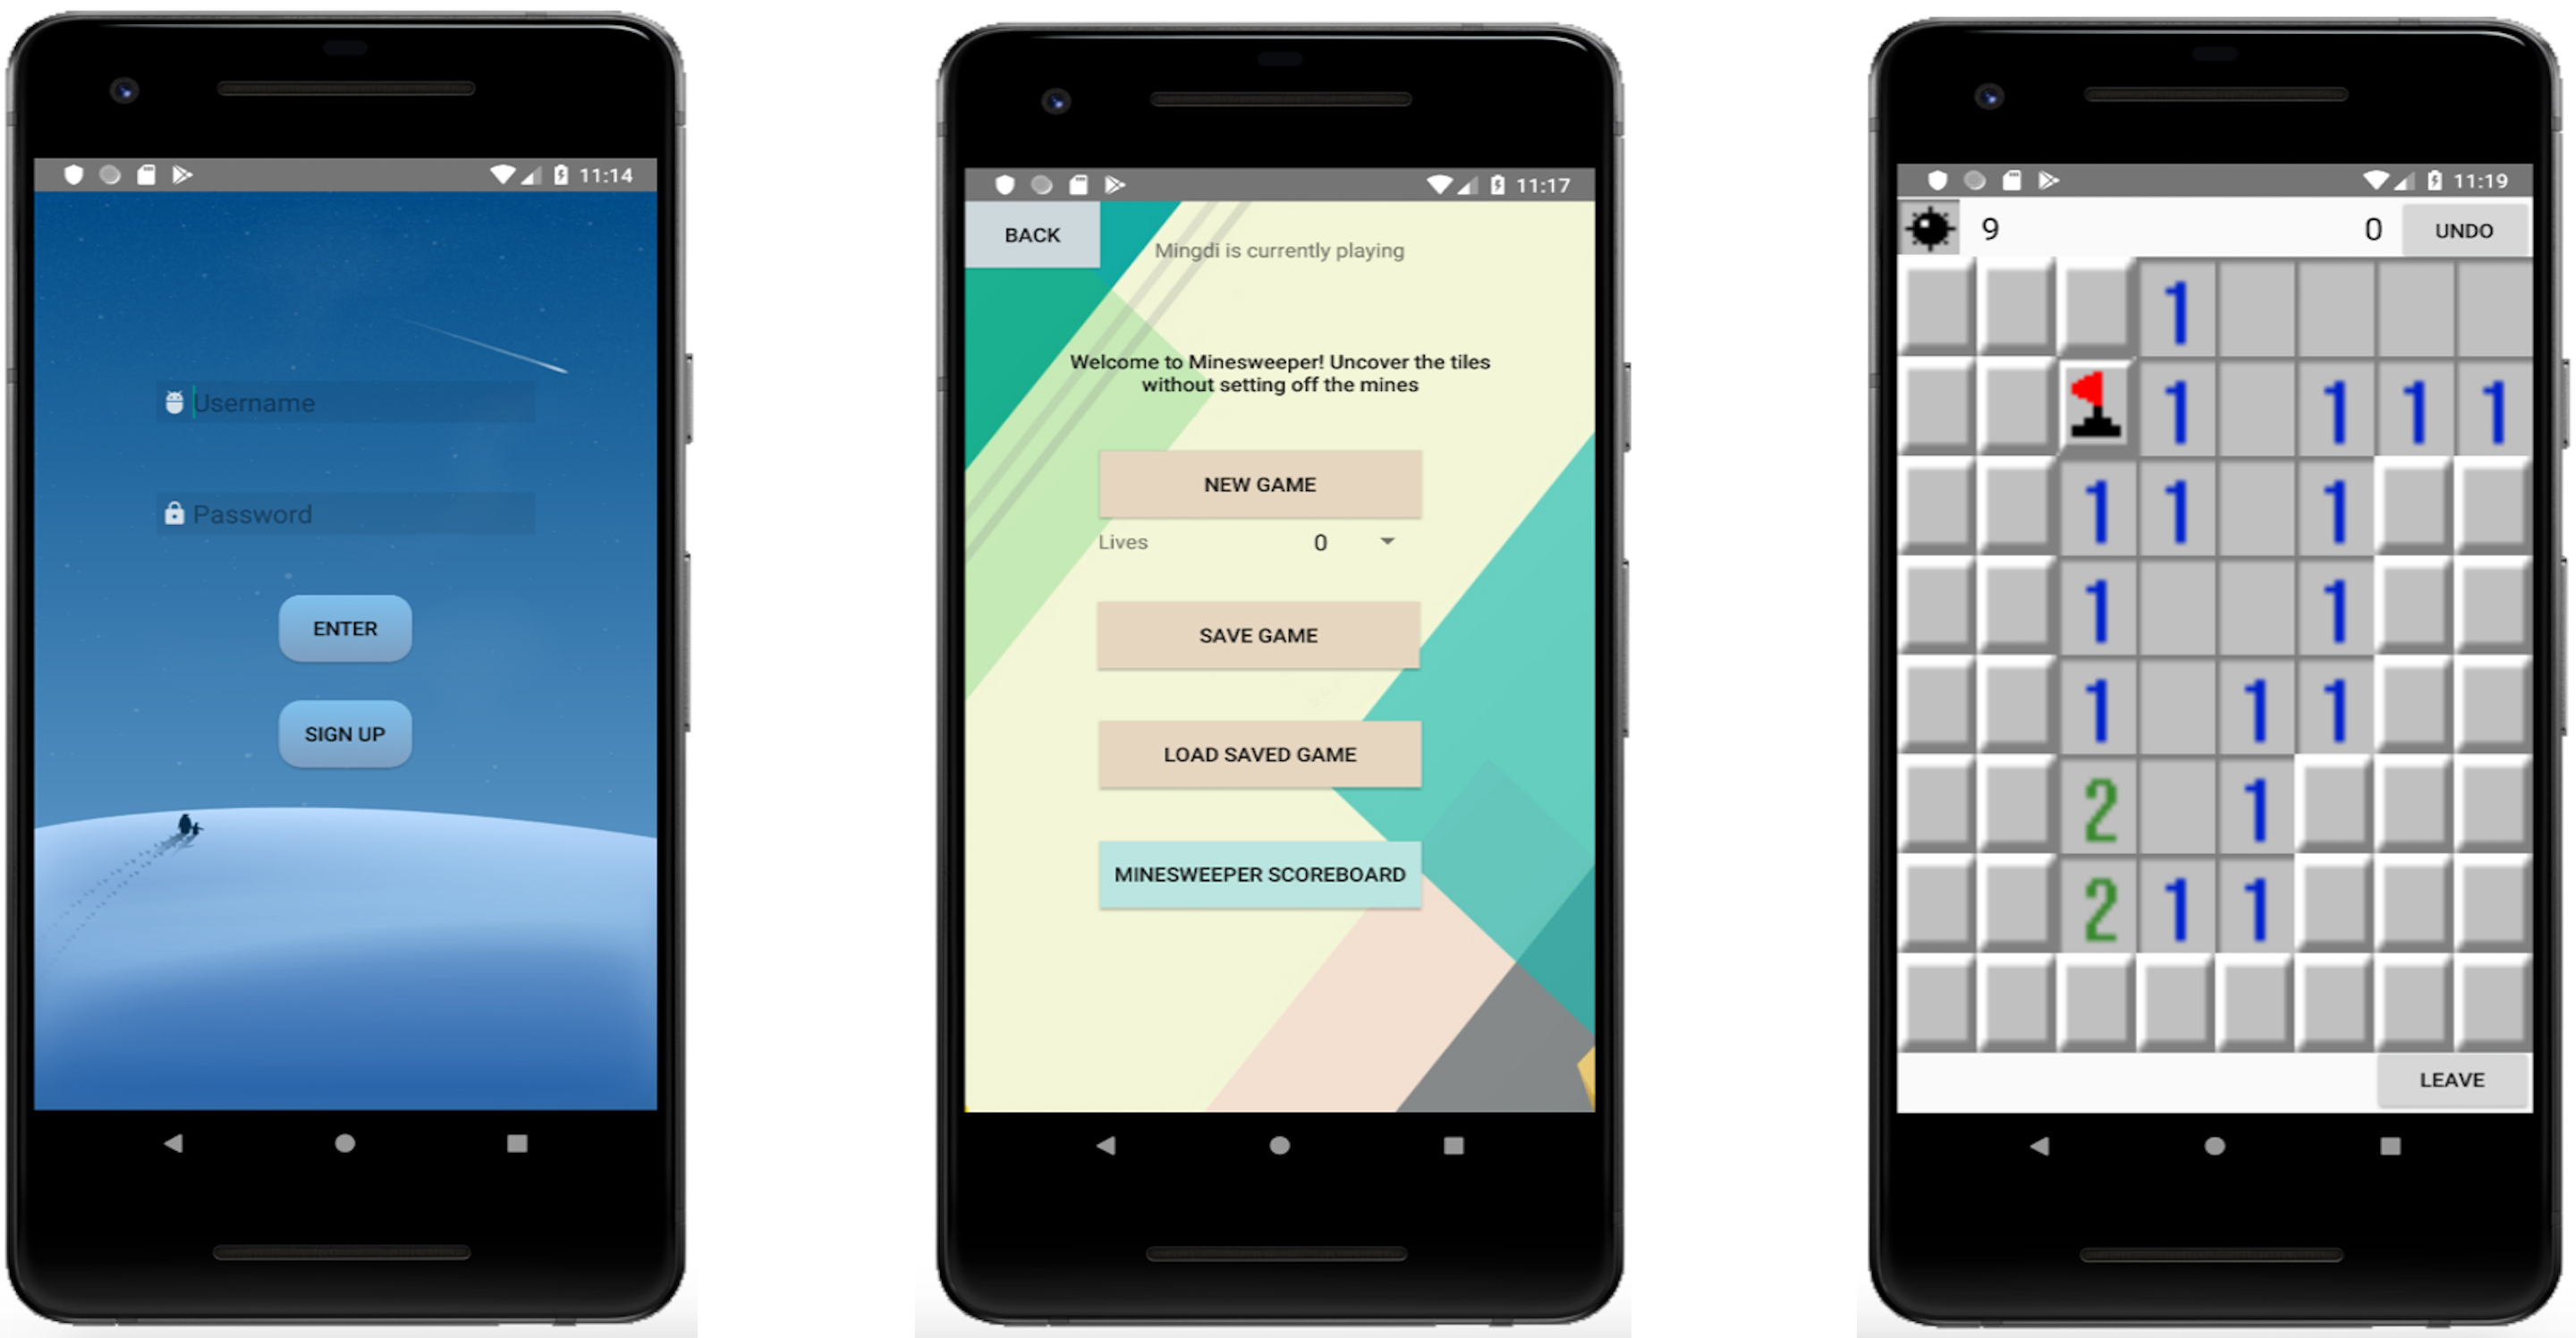 11:14
Username
Password
ENTER
SIGN UP
11:17
BACK
Mingdi is currently playing
Welcome to Minesweeper! Uncover the tiles
without setting off the mines
NEW GAME
Lives 0
SAVE GAME
LOAD SAVED GAME
MINESWEEPER SCOREBOARD
11:19
9 0 UNDO
1
1 1 1 1
1 1 1
1 1
1 1 1
2 1
2 1 1
LEAVE